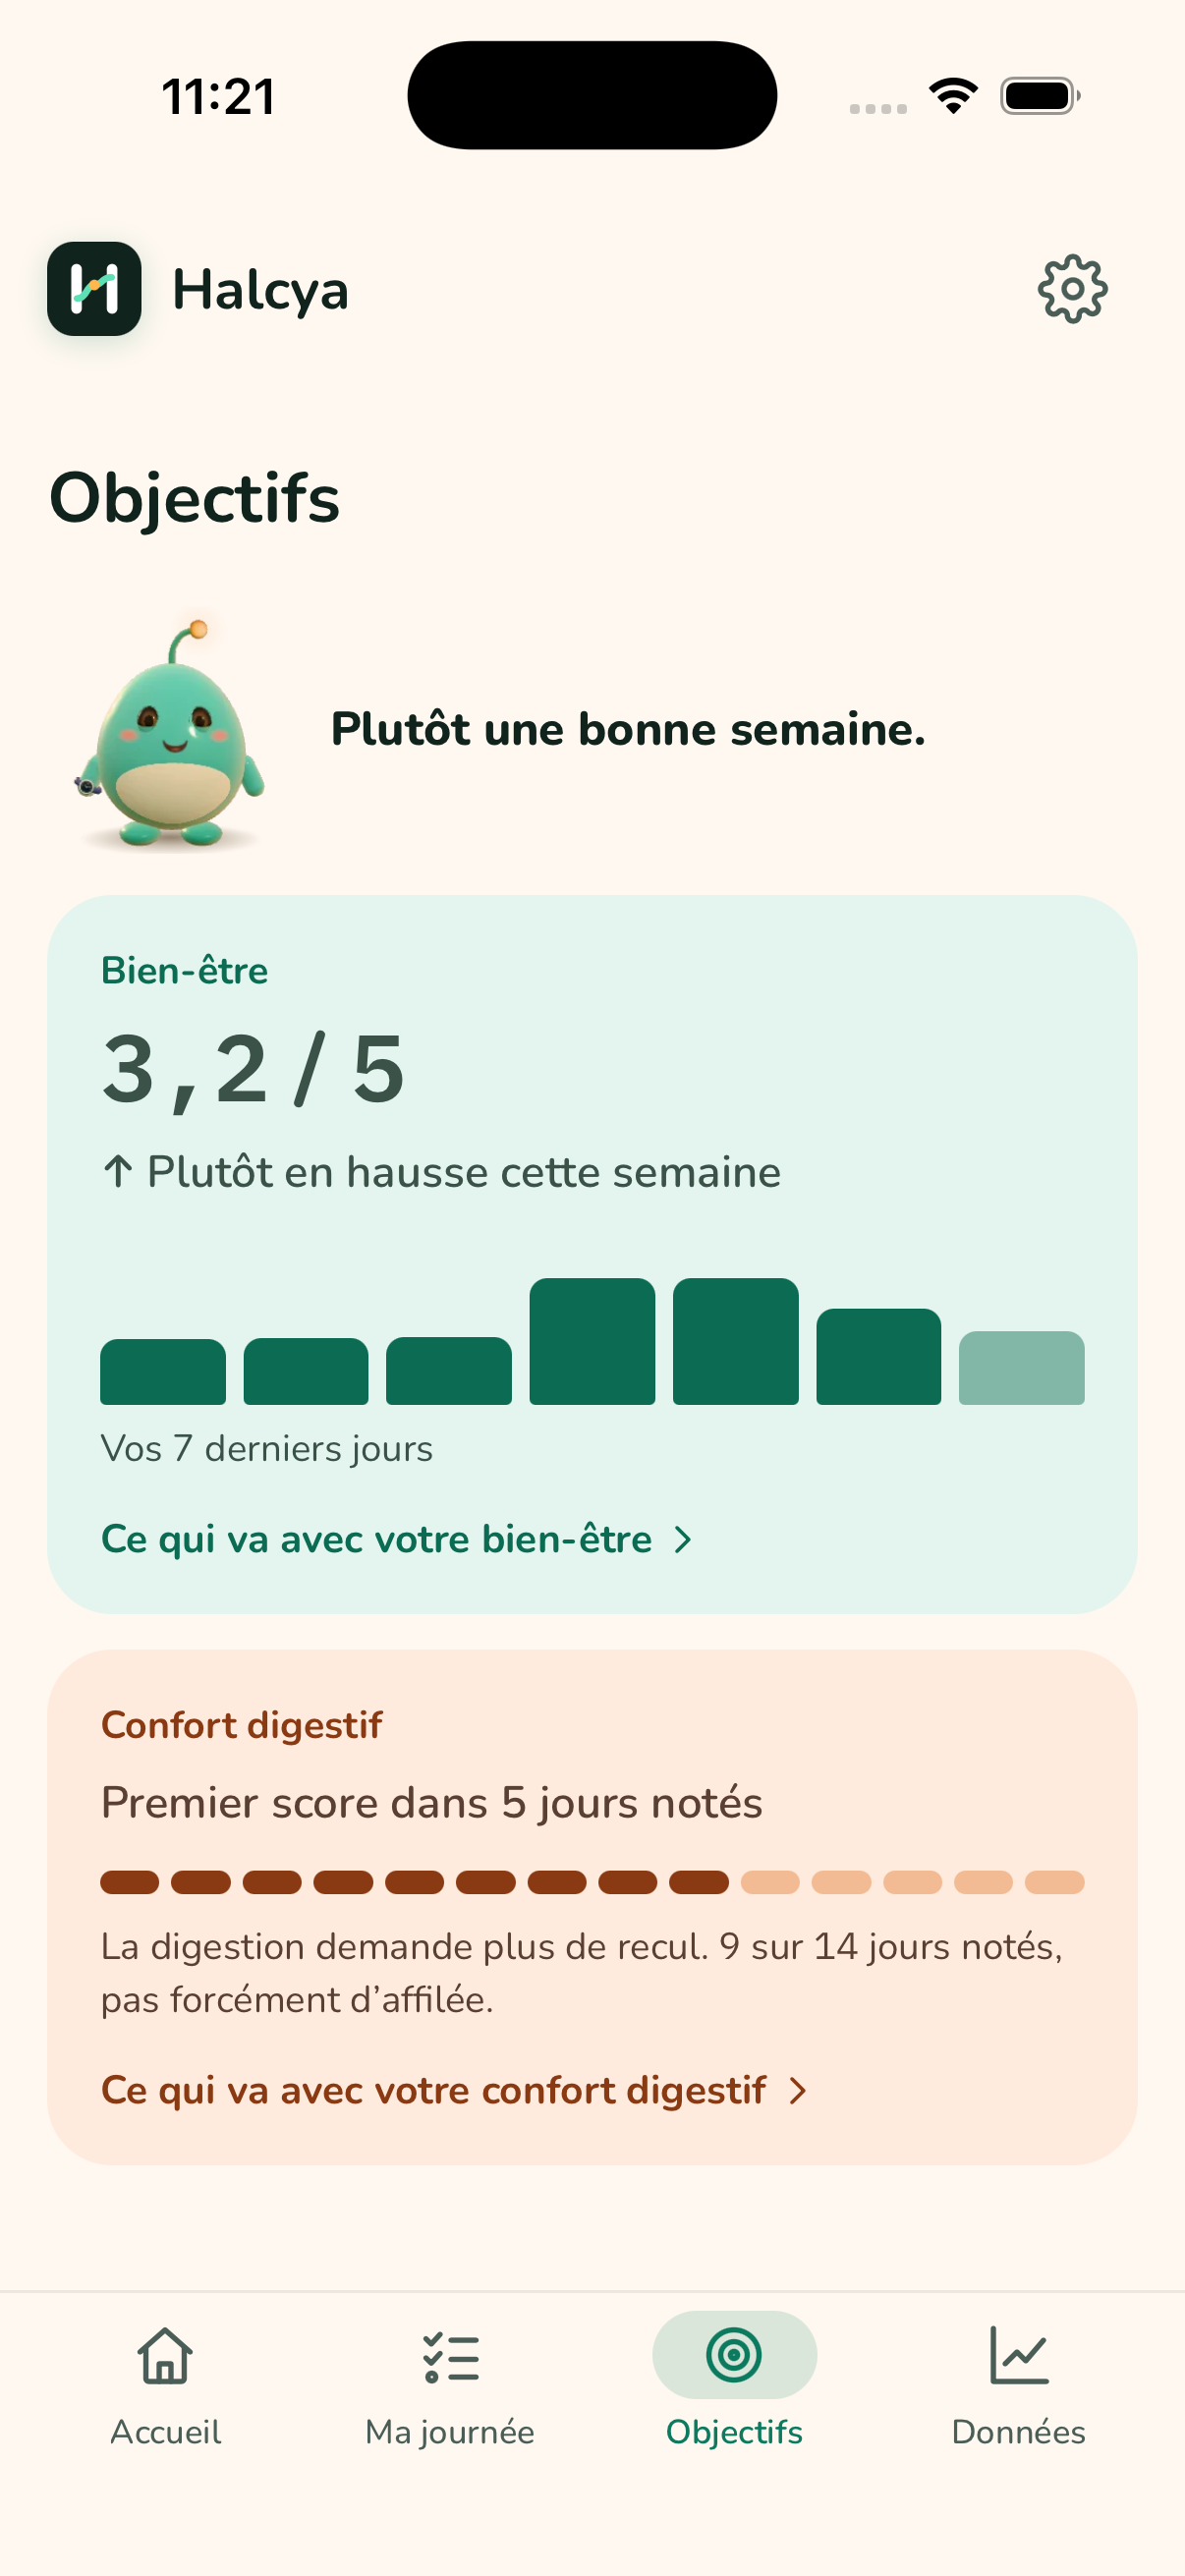 11:21
Halcya
Objectifs
Plutôt une bonne semaine.
Bien-être
3,2 / 5
↑ Plutôt en hausse cette semaine
Vos 7 derniers jours
Ce qui va avec votre bien-être >
Confort digestif
Premier score dans 5 jours notés
La digestion demande plus de recul. 9 sur 14 jours notés,
pas forcément d’affilée.
Ce qui va avec votre confort digestif >
Accueil
Ma journée
Objectifs
Données